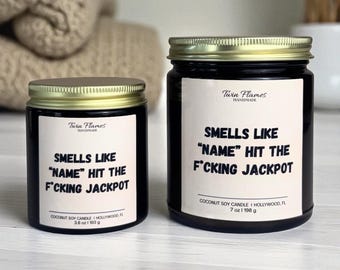 Twin Flames
HANDMADE
SMELLS LIKE
"NAME" HIT THE
F*CKING JACKPOT
COCONUT SOY CANDLE | HOLLYWOOD, FL
3.6 oz | 103 g
Twin Flames
HANDMADE
SMELLS LIKE
"NAME" HIT THE
F*CKING JACKPOT
COCONUT SOY CANDLE | HOLLYWOOD, FL
7 oz | 198 g